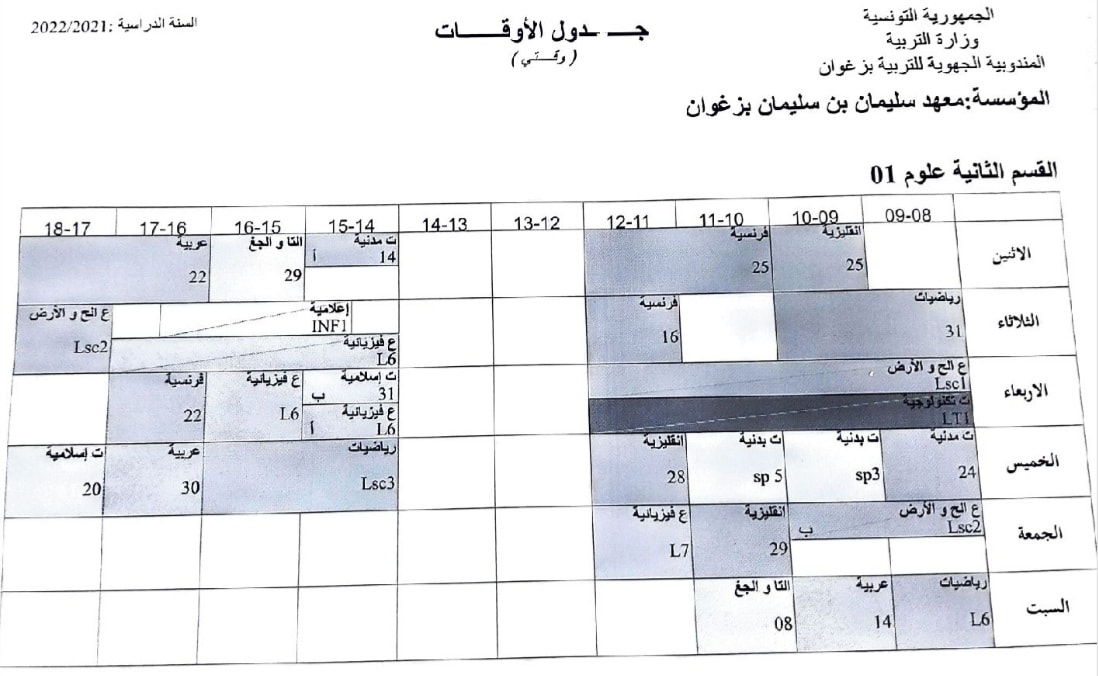 الجمهورية التونسية
وزارة التربية
المندوبية الجهوية للتربية بزغوان
المؤسسة:معهد سليمان بن سليمان بزغوان
جـــدول الأوقـــات
(وقـتي)
السنة الدراسية :2022/2021
القسم الثانية علوم 01
09-08 10-09 11-10 12-11 13-12 14-13 15-14 16-15 17-16 18-17
الاثنين
انقليزية
25
فرنسية
25
ت مدنية
أ 14
التا و الجغ
29
عربية
22
الثلاثاء
رياضيات
31
فرنسية
16
إعلامية
INF1
ع فيزيائية
L6
ع الح و الأرض
Lsc2
الاربعاء
ع الح و الأرض
Lsc1
ت تكنولوجية
LT1
ت إسلامية
ب 31
ع فيزيائية
أ L6
ع فيزيائية
L6
فرنسية
22
الخميس
ت مدنية
24
ت بدنية
sp3
ت بدنية
sp 5
انقليزية
28
رياضيات
Lsc3
عربية
30
ت إسلامية
20
الجمعة
ع الح و الأرض
ب Lsc2
انقليزية
29
ع فيزيائية
L7
السبت
رياضيات
L6
عربية
14
التا و الجغ
08